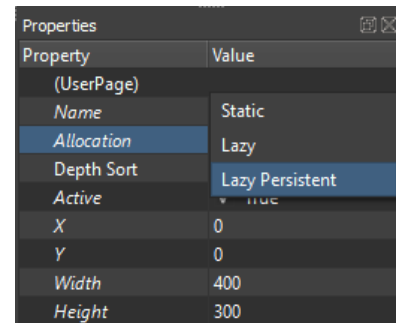 Properties
Property Value
(UserPage)
Name
Static
Allocation
Lazy
Depth Sort
Lazy Persistent
Active True
X 0
Y 0
Width 400
Height 300